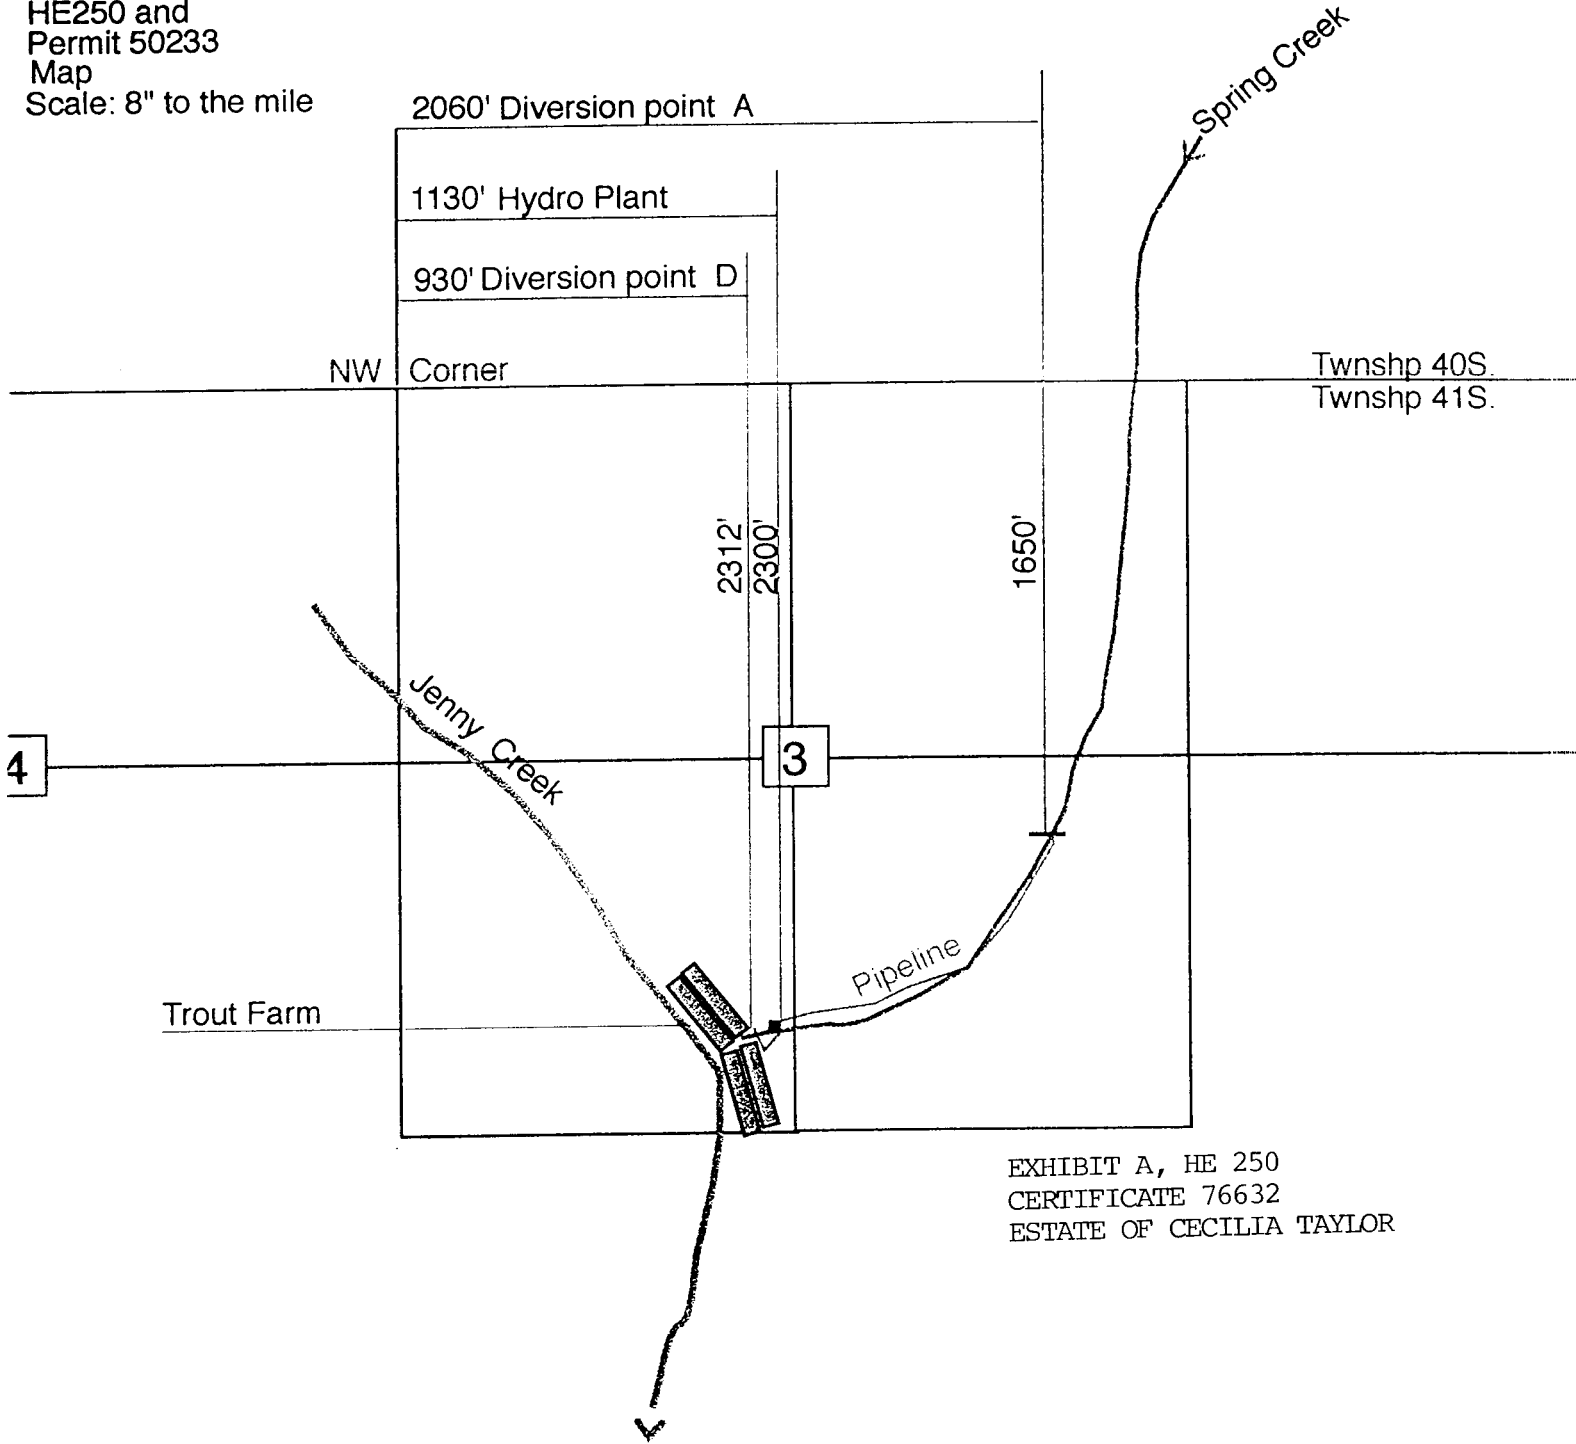 HE250 and
Permit 50233
Map
Scale: 8" to the mile
Spring Creek
2060' Diversion point A
1130' Hydro Plant
930' Diversion point D
NW Corner
Twnshp 40S.
Twnshp 41S.
2312'
2300'
1650'
Jenny Creek
4
3
Pipeline
Trout Farm
EXHIBIT A, HE 250
CERTIFICATE 76632
ESTATE OF CECILIA TAYLOR